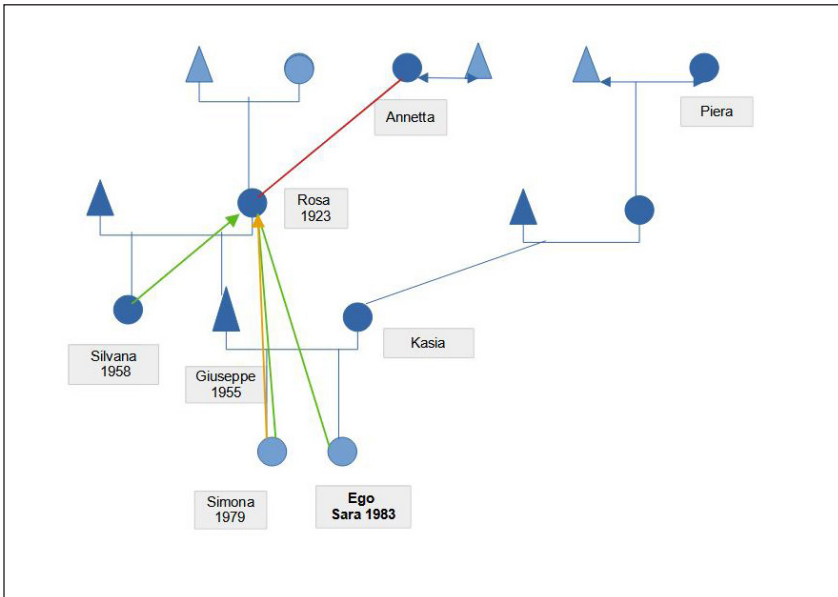 Annetta
Piera
Rosa
1923
Silvana
1958
Giuseppe
1955
Kasia
Simona
1979
Ego
Sara 1983